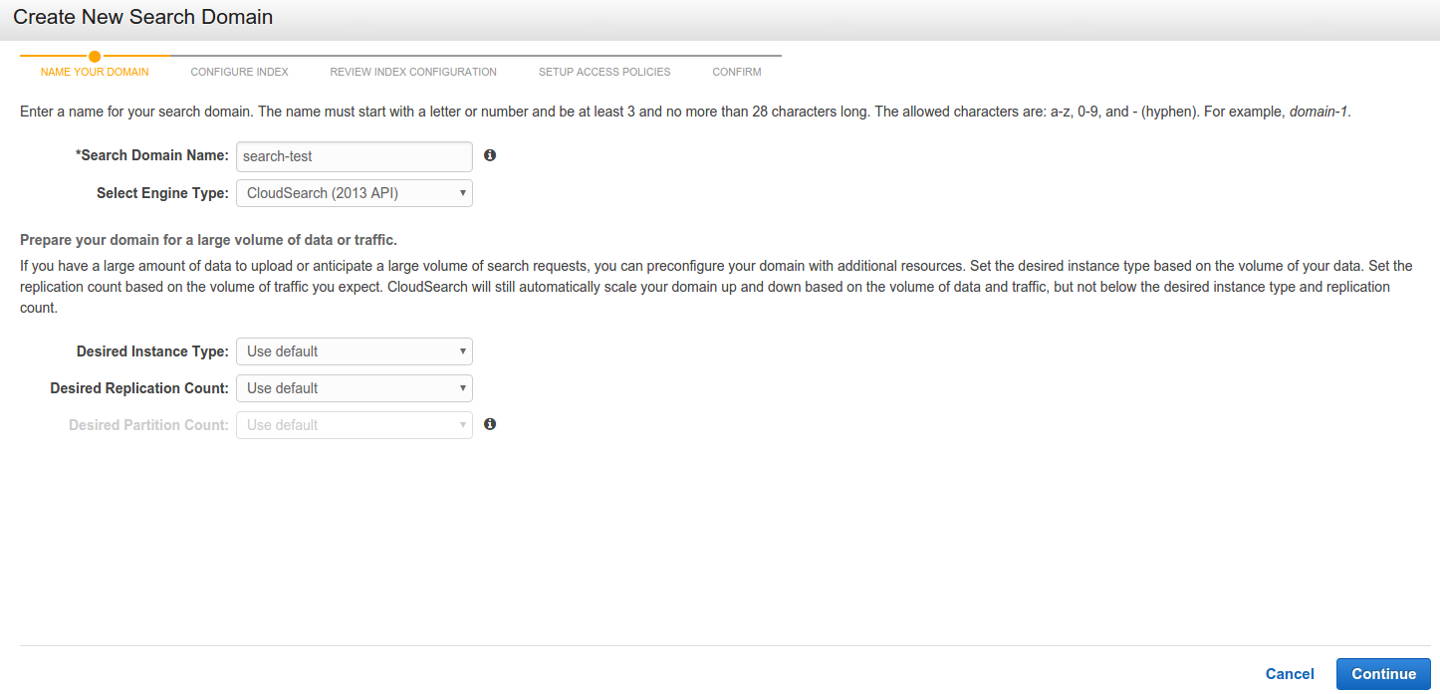 Create New Search Domain
NAME YOUR DOMAIN CONFIGURE INDEX REVIEW INDEX CONFIGURATION SETUP ACCESS POLICIES CONFIRM
Enter a name for your search domain. The name must start with a letter or number and be at least 3 and no more than 28 characters long. The allowed characters are: a-z, 0-9, and - (hyphen). For example, domain-1.
*Search Domain Name: search-test
Select Engine Type: CloudSearch (2013 API)
Prepare your domain for a large volume of data or traffic.
If you have a large amount of data to upload or anticipate a large volume of search requests, you can preconfigure your domain with additional resources. Set the desired instance type based on the volume of your data. Set the
replication count based on the volume of traffic you expect. CloudSearch will still automatically scale your domain up and down based on the volume of data and traffic, but not below the desired instance type and replication
count.
Desired Instance Type: Use default
Desired Replication Count: Use default
Desired Partition Count: Use default
Cancel Continue